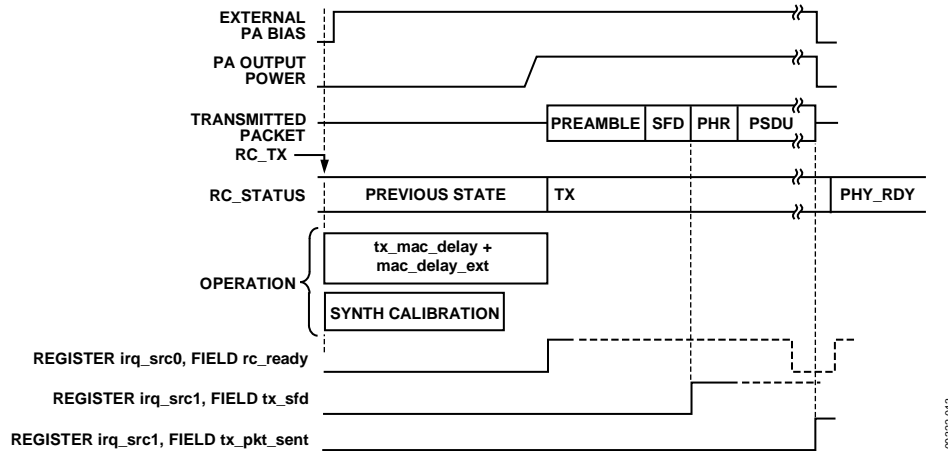 EXTERNAL
PA BIAS
PA OUTPUT
POWER
TRANSMITTED
PACKET
PREAMBLE SFD PHR PSDU
RC_TX
RC_STATUS PREVIOUS STATE TX PHY_RDY
tx_mac_delay +
mac_delay_ext
OPERATION
SYNTH CALIBRATION
REGISTER irq_src0, FIELD rc_ready
REGISTER irq_src1, FIELD tx_sfd
REGISTER irq_src1, FIELD tx_pkt_sent